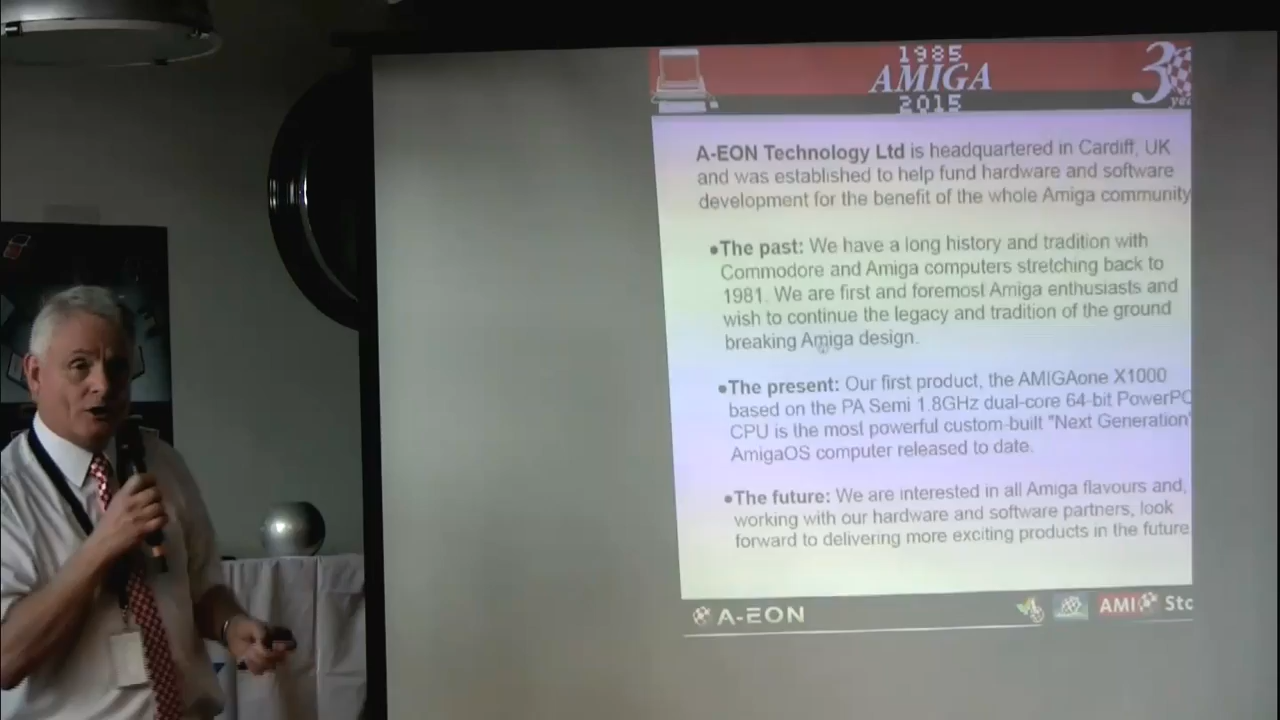 1985
AMIGA
2015
30
A-EON Technology Ltd is headquartered in Cardiff, UK
and was established to help fund hardware and software
development for the benefit of the whole Amiga community
•The past: We have a long history and tradition with
Commodore and Amiga computers stretching back to
1981. We are first and foremost Amiga enthusiasts and
wish to continue the legacy and tradition of the ground
breaking Amiga design.
•The present: Our first product, the AMIGAone X1000
based on the PA Semi 1.8GHz dual-core 64-bit PowerPC
CPU is the most powerful custom-built "Next Generation"
AmigaOS computer released to date.
•The future: We are interested in all Amiga flavours and,
working with our hardware and software partners, look
forward to delivering more exciting products in the future
A-EON
AMI Sto